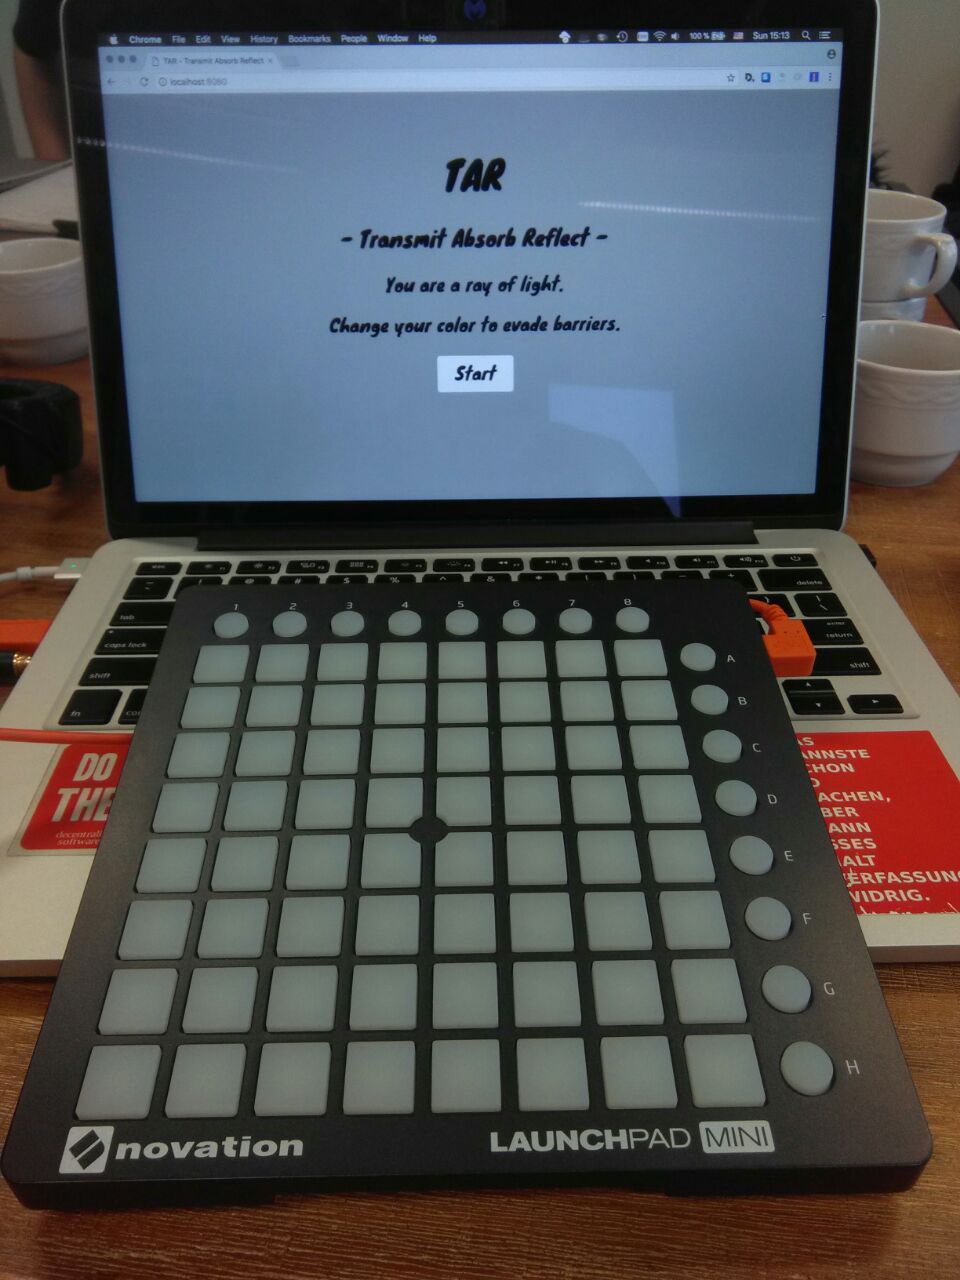 Chrome File Edit View History Bookmarks People Window Help 100 % Sun 15:13
TAR - Transmit Absorb Reflect
localhost:8080
TAR
- Transmit Absorb Reflect -
You are a ray of light.
Change your color to evade barriers.
Start
delete
tab
caps lock
enter
return
shift
shift
fn
1 2 3 4 5 6 7 8
A
B
C
D
E
F
G
H
DO
THE
decentrali
software
AS
ANNSTE
CHON
D
ACHEN,
BER
ANN
SSES
ALT
ERFASSUNG
WIDRIG.
novation
LAUNCHPAD MINI